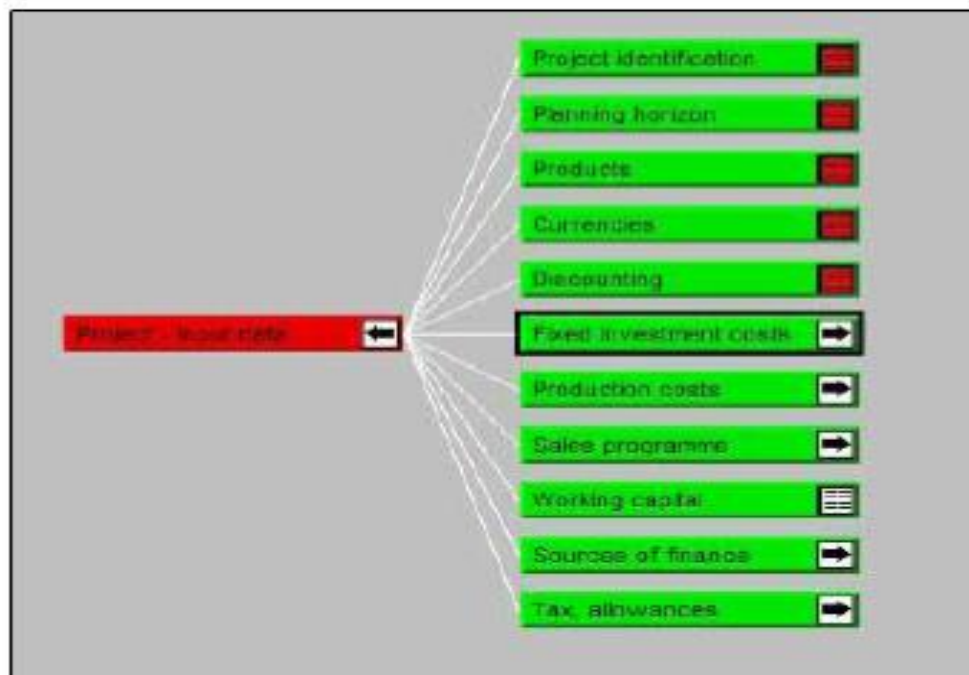 Project - Input data
Project identification
Planning horizon
Products
Currencies
Discounting
Fixed investment costs
Production costs
Sales programme
Working capital
Sources of finance
Tax, allowances